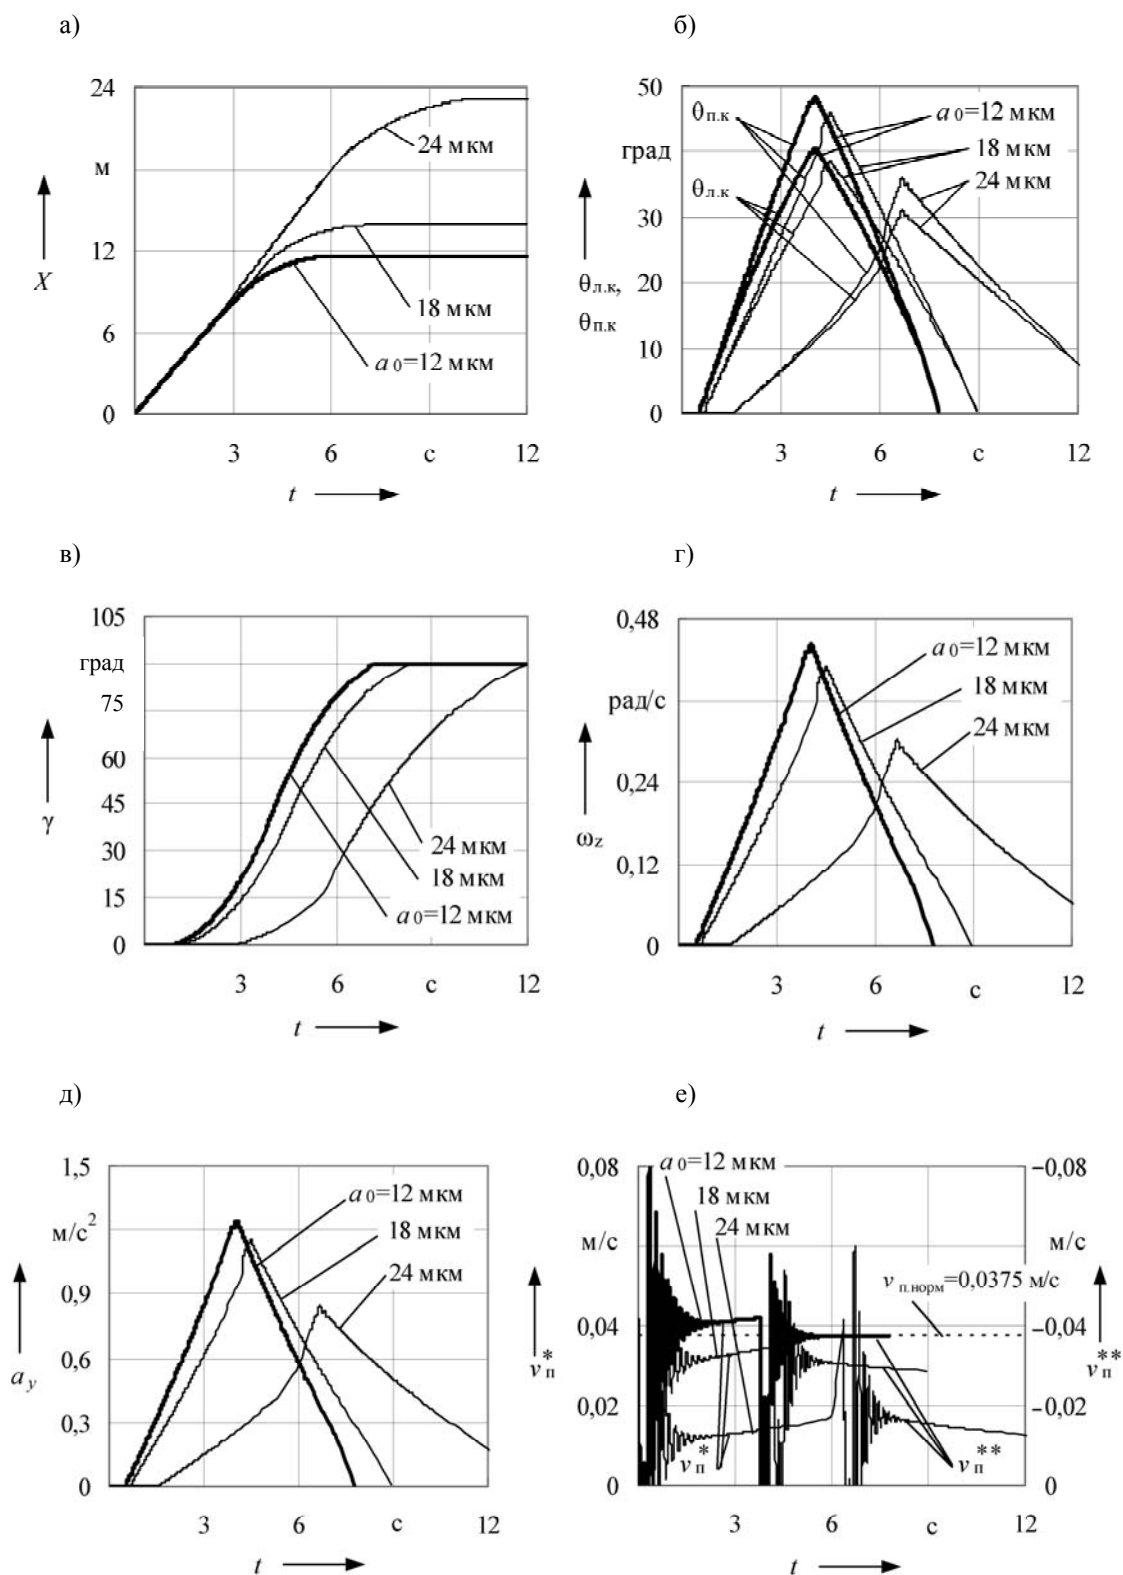 а)
24
м
12
X
6
0
24 мкм
18 мкм
a0=12 мкм
3 6 с 12
t
б)
50
град
30
θл.к,
θп.к
20
10
0
θп.к
θл.к
a0=12 мкм
18 мкм
24 мкм
3 6 с 12
t
в)
105
град
75
60
45
γ
30
15
0
24 мкм
18 мкм
a0=12 мкм
3 6 с 12
t
г)
0,48
рад/с
0,24
ωz
0,12
0
a0=12 мкм
18 мкм
24 мкм
3 6 с 12
t
д)
1,5
м/с2
0,9
0,6
ay
0,3
0
a0=12 мкм
18 мкм
24 мкм
3 6 с 12
t
е)
0,08
м/с
0,04
vп*
0,02
0
a0=12 мкм
18 мкм
24 мкм
vп.норм=0,0375 м/с
vп*
vп**
−0,08
м/с
−0,04
vп**
−0,02
0
3 6 с 12
t